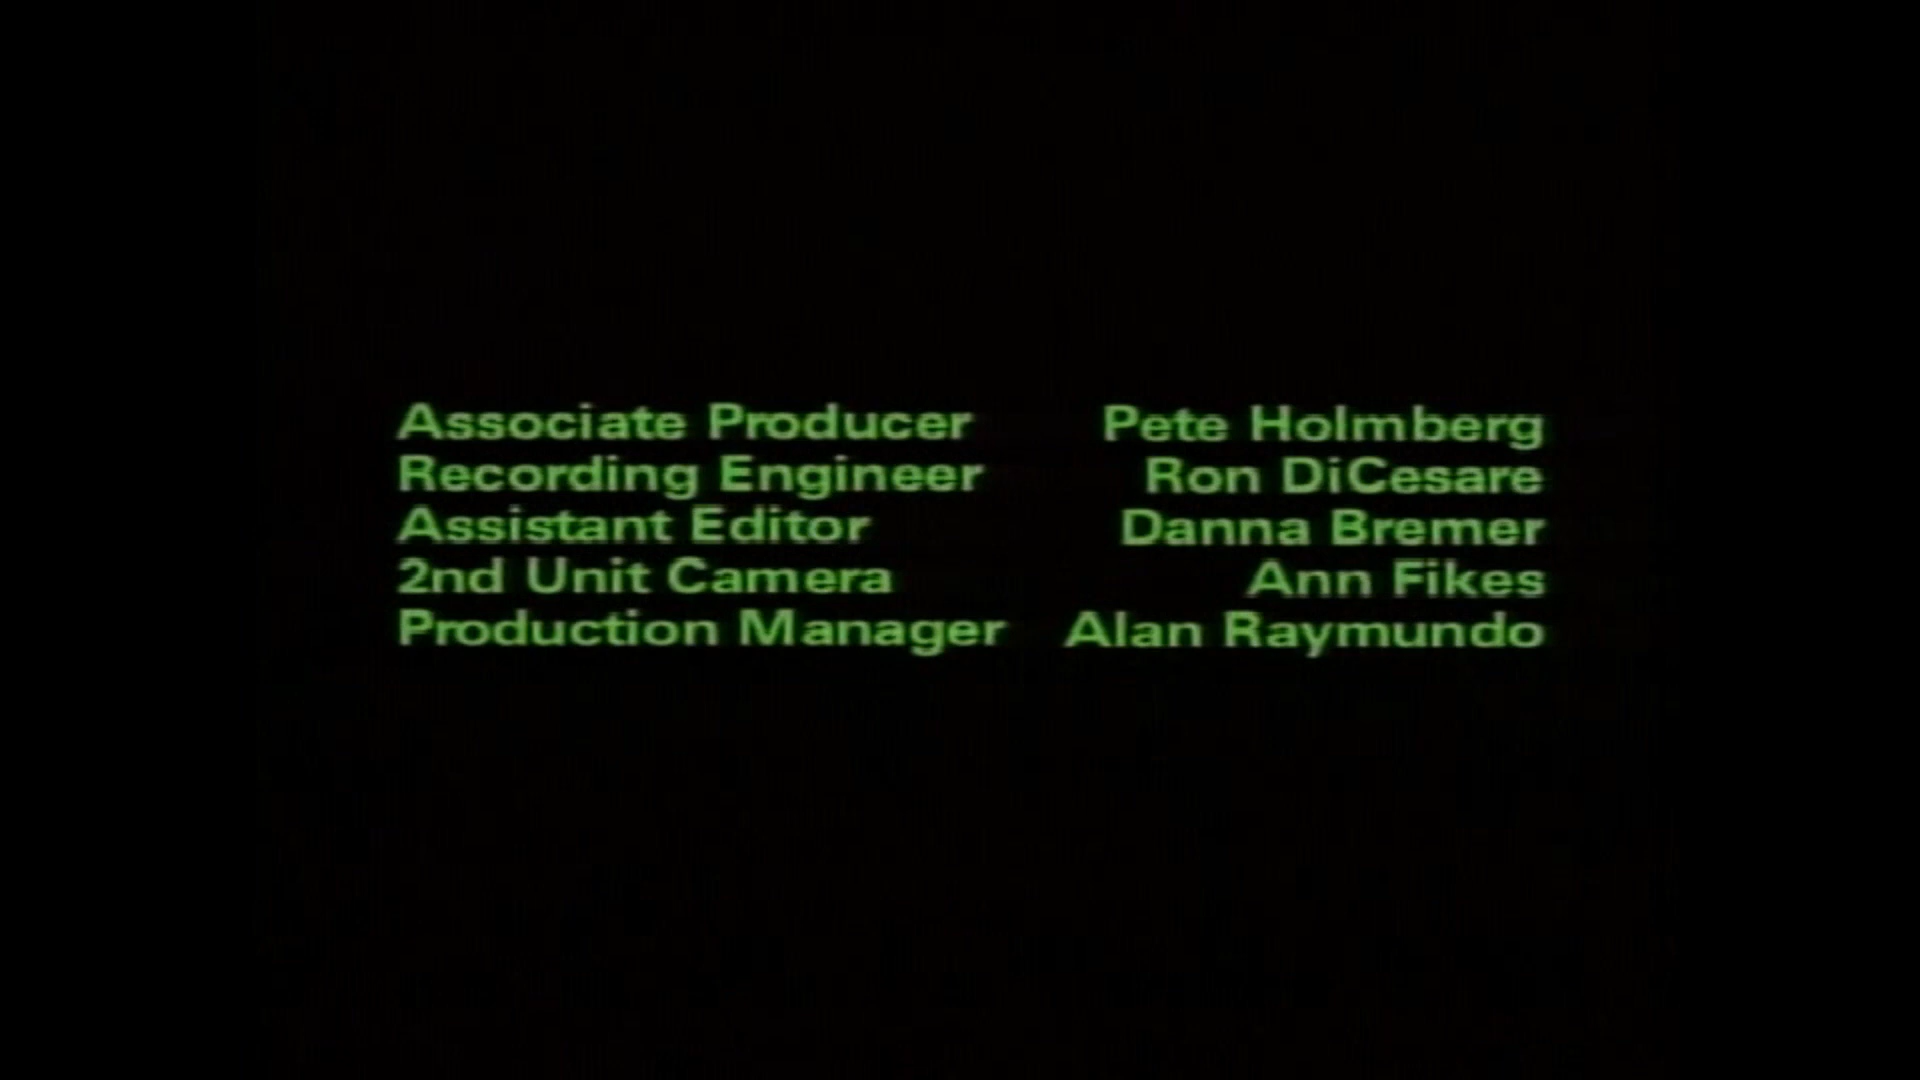 Associate Producer Pete Holmberg
Recording Engineer Ron DiCesare
Assistant Editor Danna Bremer
2nd Unit Camera Ann Fikes
Production Manager Alan Raymundo